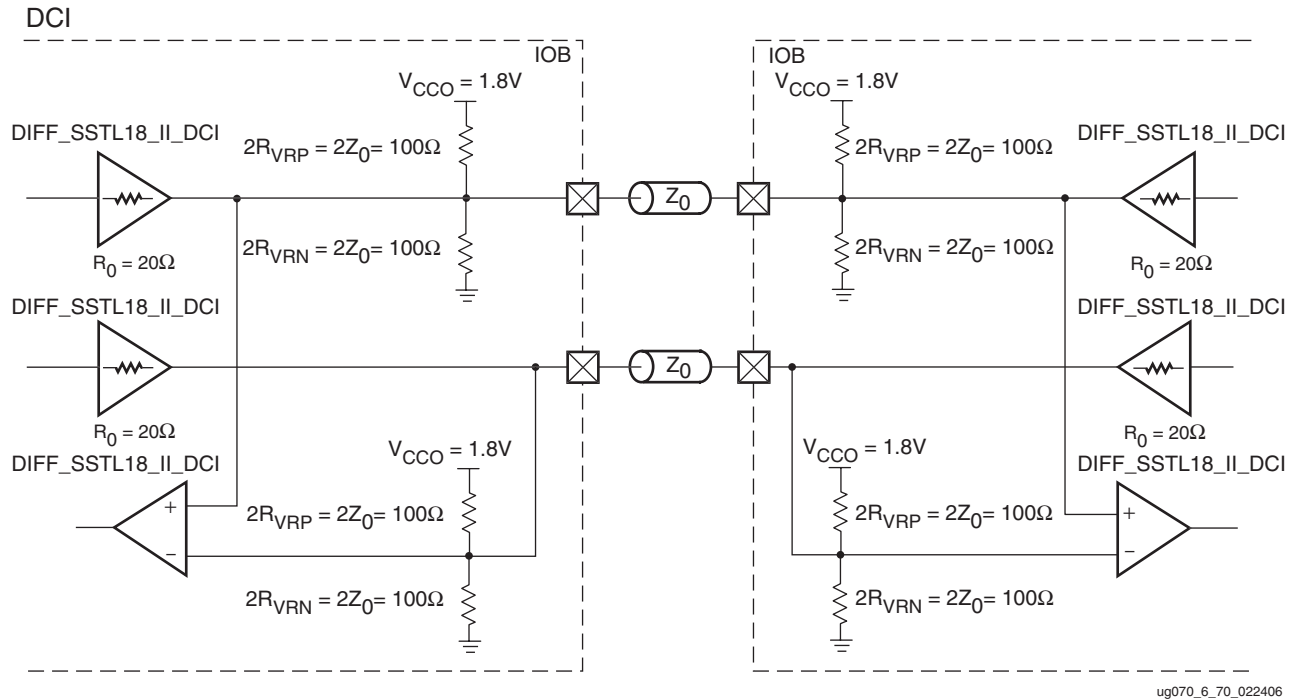 DCI
IOB
IOB
V_CCO = 1.8V
V_CCO = 1.8V
DIFF_SSTL18_II_DCI
2R_VRP = 2Z_0 = 100Ω
2R_VRP = 2Z_0 = 100Ω
DIFF_SSTL18_II_DCI
Z_0
2R_VRN = 2Z_0= 100Ω
2R_VRN = 2Z_0= 100Ω
R_0 = 20Ω
R_0 = 20Ω
DIFF_SSTL18_II_DCI
DIFF_SSTL18_II_DCI
Z_0
R_0 = 20Ω
R_0 = 20Ω
V_CCO = 1.8V
V_CCO = 1.8V
DIFF_SSTL18_II_DCI
DIFF_SSTL18_II_DCI
+
2R_VRP = 2Z_0 = 100Ω
2R_VRP = 2Z_0 = 100Ω
+
–
–
2R_VRN = 2Z_0= 100Ω
2R_VRN = 2Z_0= 100Ω
ug070_6_70_022406